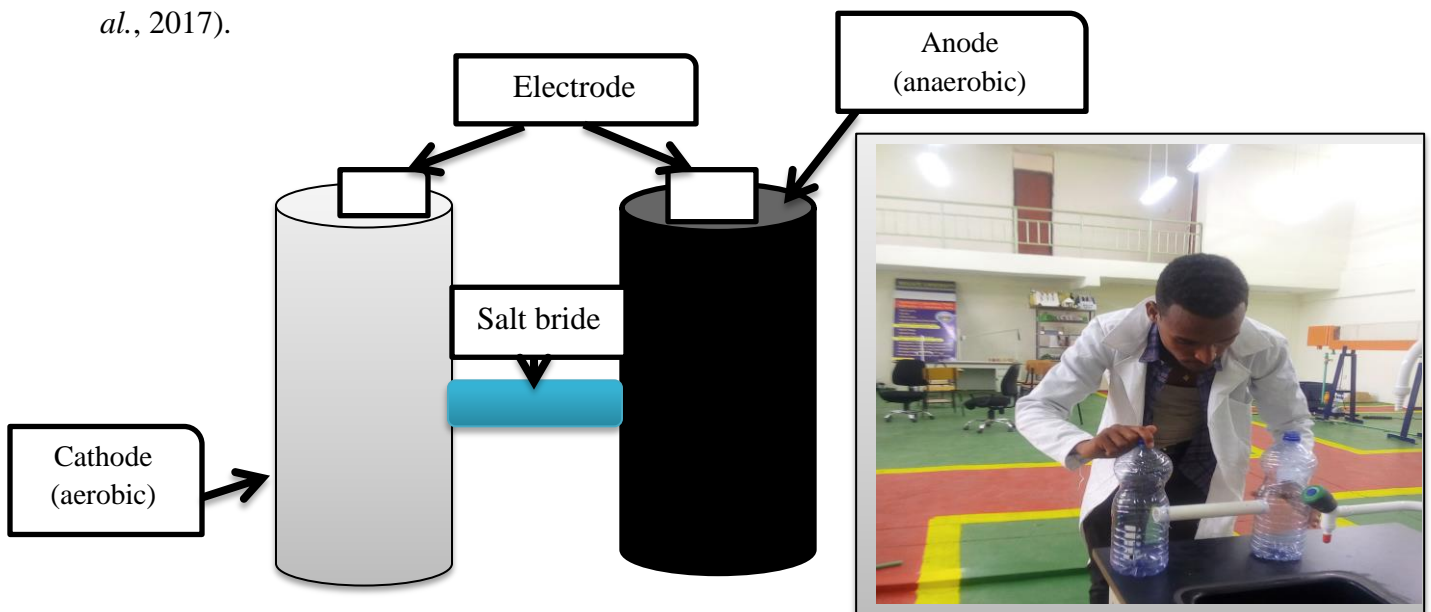 al., 2017).
Electrode
Anode
(anaerobic)
Salt bride
Cathode
(aerobic)